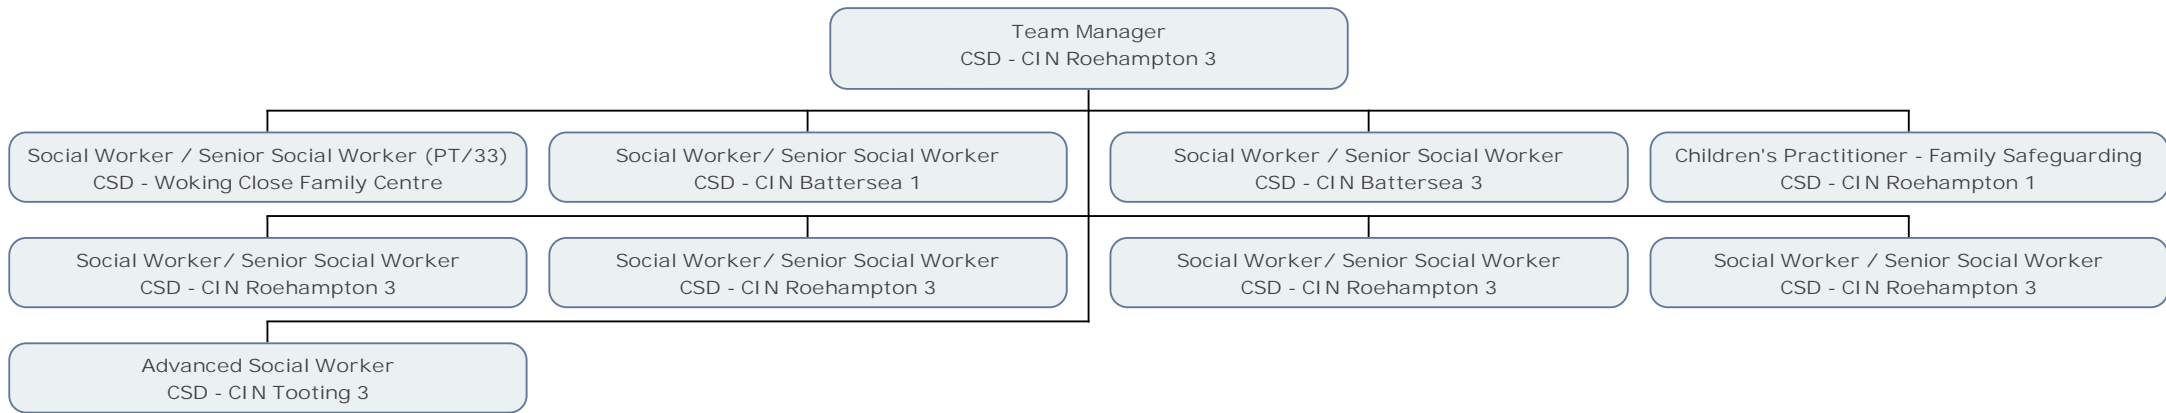 Team Manager
CSD - CIN Roehampton 3
Social Worker / Senior Social Worker (PT/33)
CSD - Woking Close Family Centre
Social Worker/ Senior Social Worker
CSD - CIN Battersea 1
Social Worker / Senior Social Worker
CSD - CIN Battersea 3
Children's Practitioner - Family Safeguarding
CSD - CIN Roehampton 1
Social Worker/ Senior Social Worker
CSD - CIN Roehampton 3
Social Worker/ Senior Social Worker
CSD - CIN Roehampton 3
Social Worker/ Senior Social Worker
CSD - CIN Roehampton 3
Social Worker / Senior Social Worker
CSD - CIN Roehampton 3
Advanced Social Worker
CSD - CIN Tooting 3